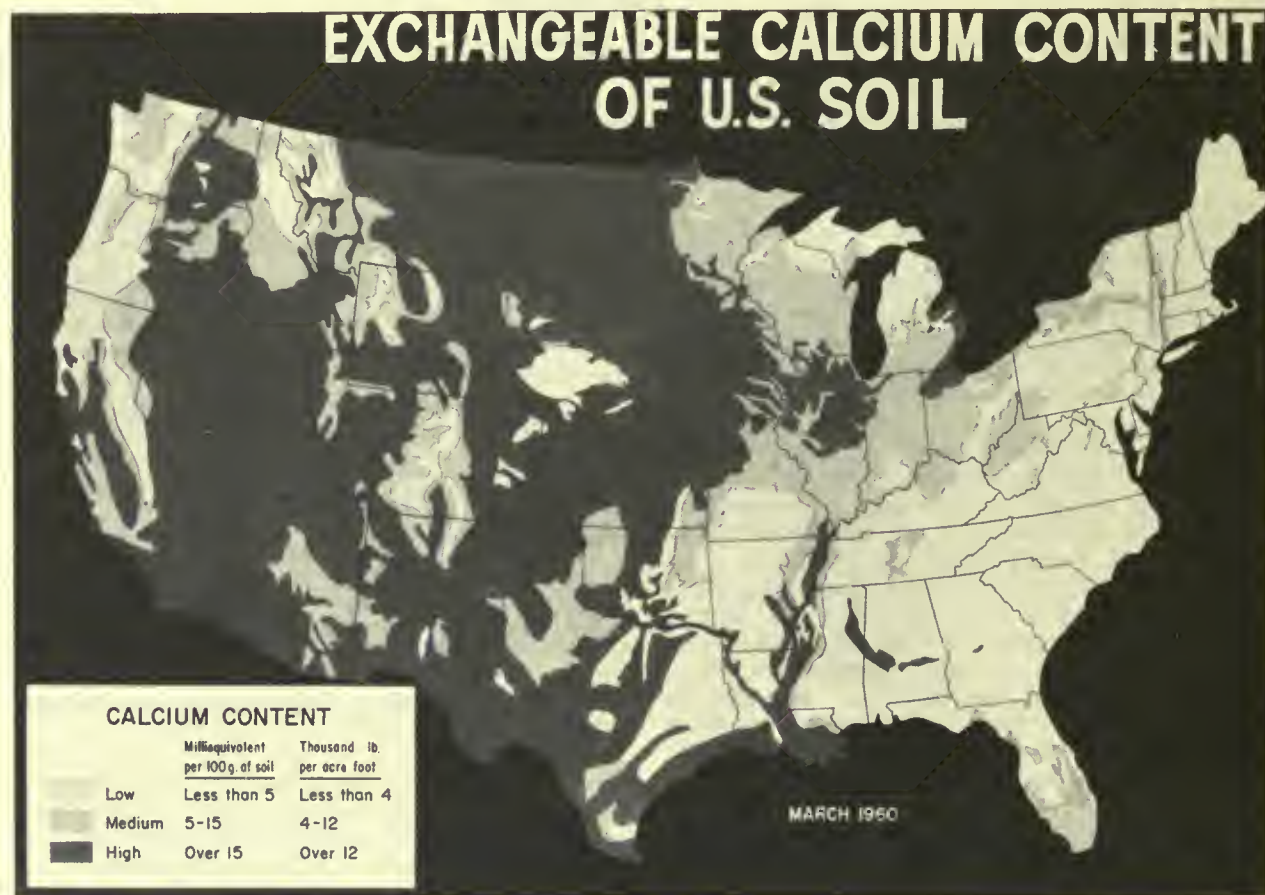 EXCHANGEABLE CALCIUM CONTENT
OF U.S. SOIL
CALCIUM CONTENT
Milliequivalent per 100 g. of soil
Thousand lb. per acre foot
Low Less than 5 Less than 4
Medium 5-15 4-12
High Over 15 Over 12
MARCH 1960